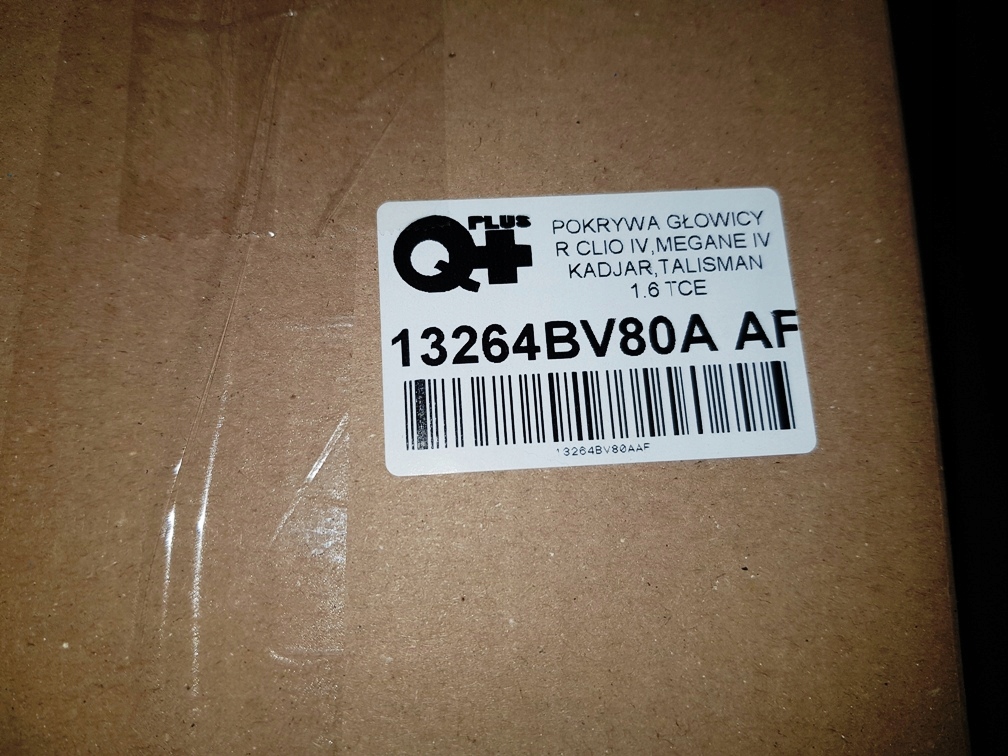 Q+ PLUS
POKRYWA GŁOWICY
R CLIO IV,MEGANE IV
KADJAR,TALISMAN
1.6 TCE
13264BV80A AF
13264BV80AAF